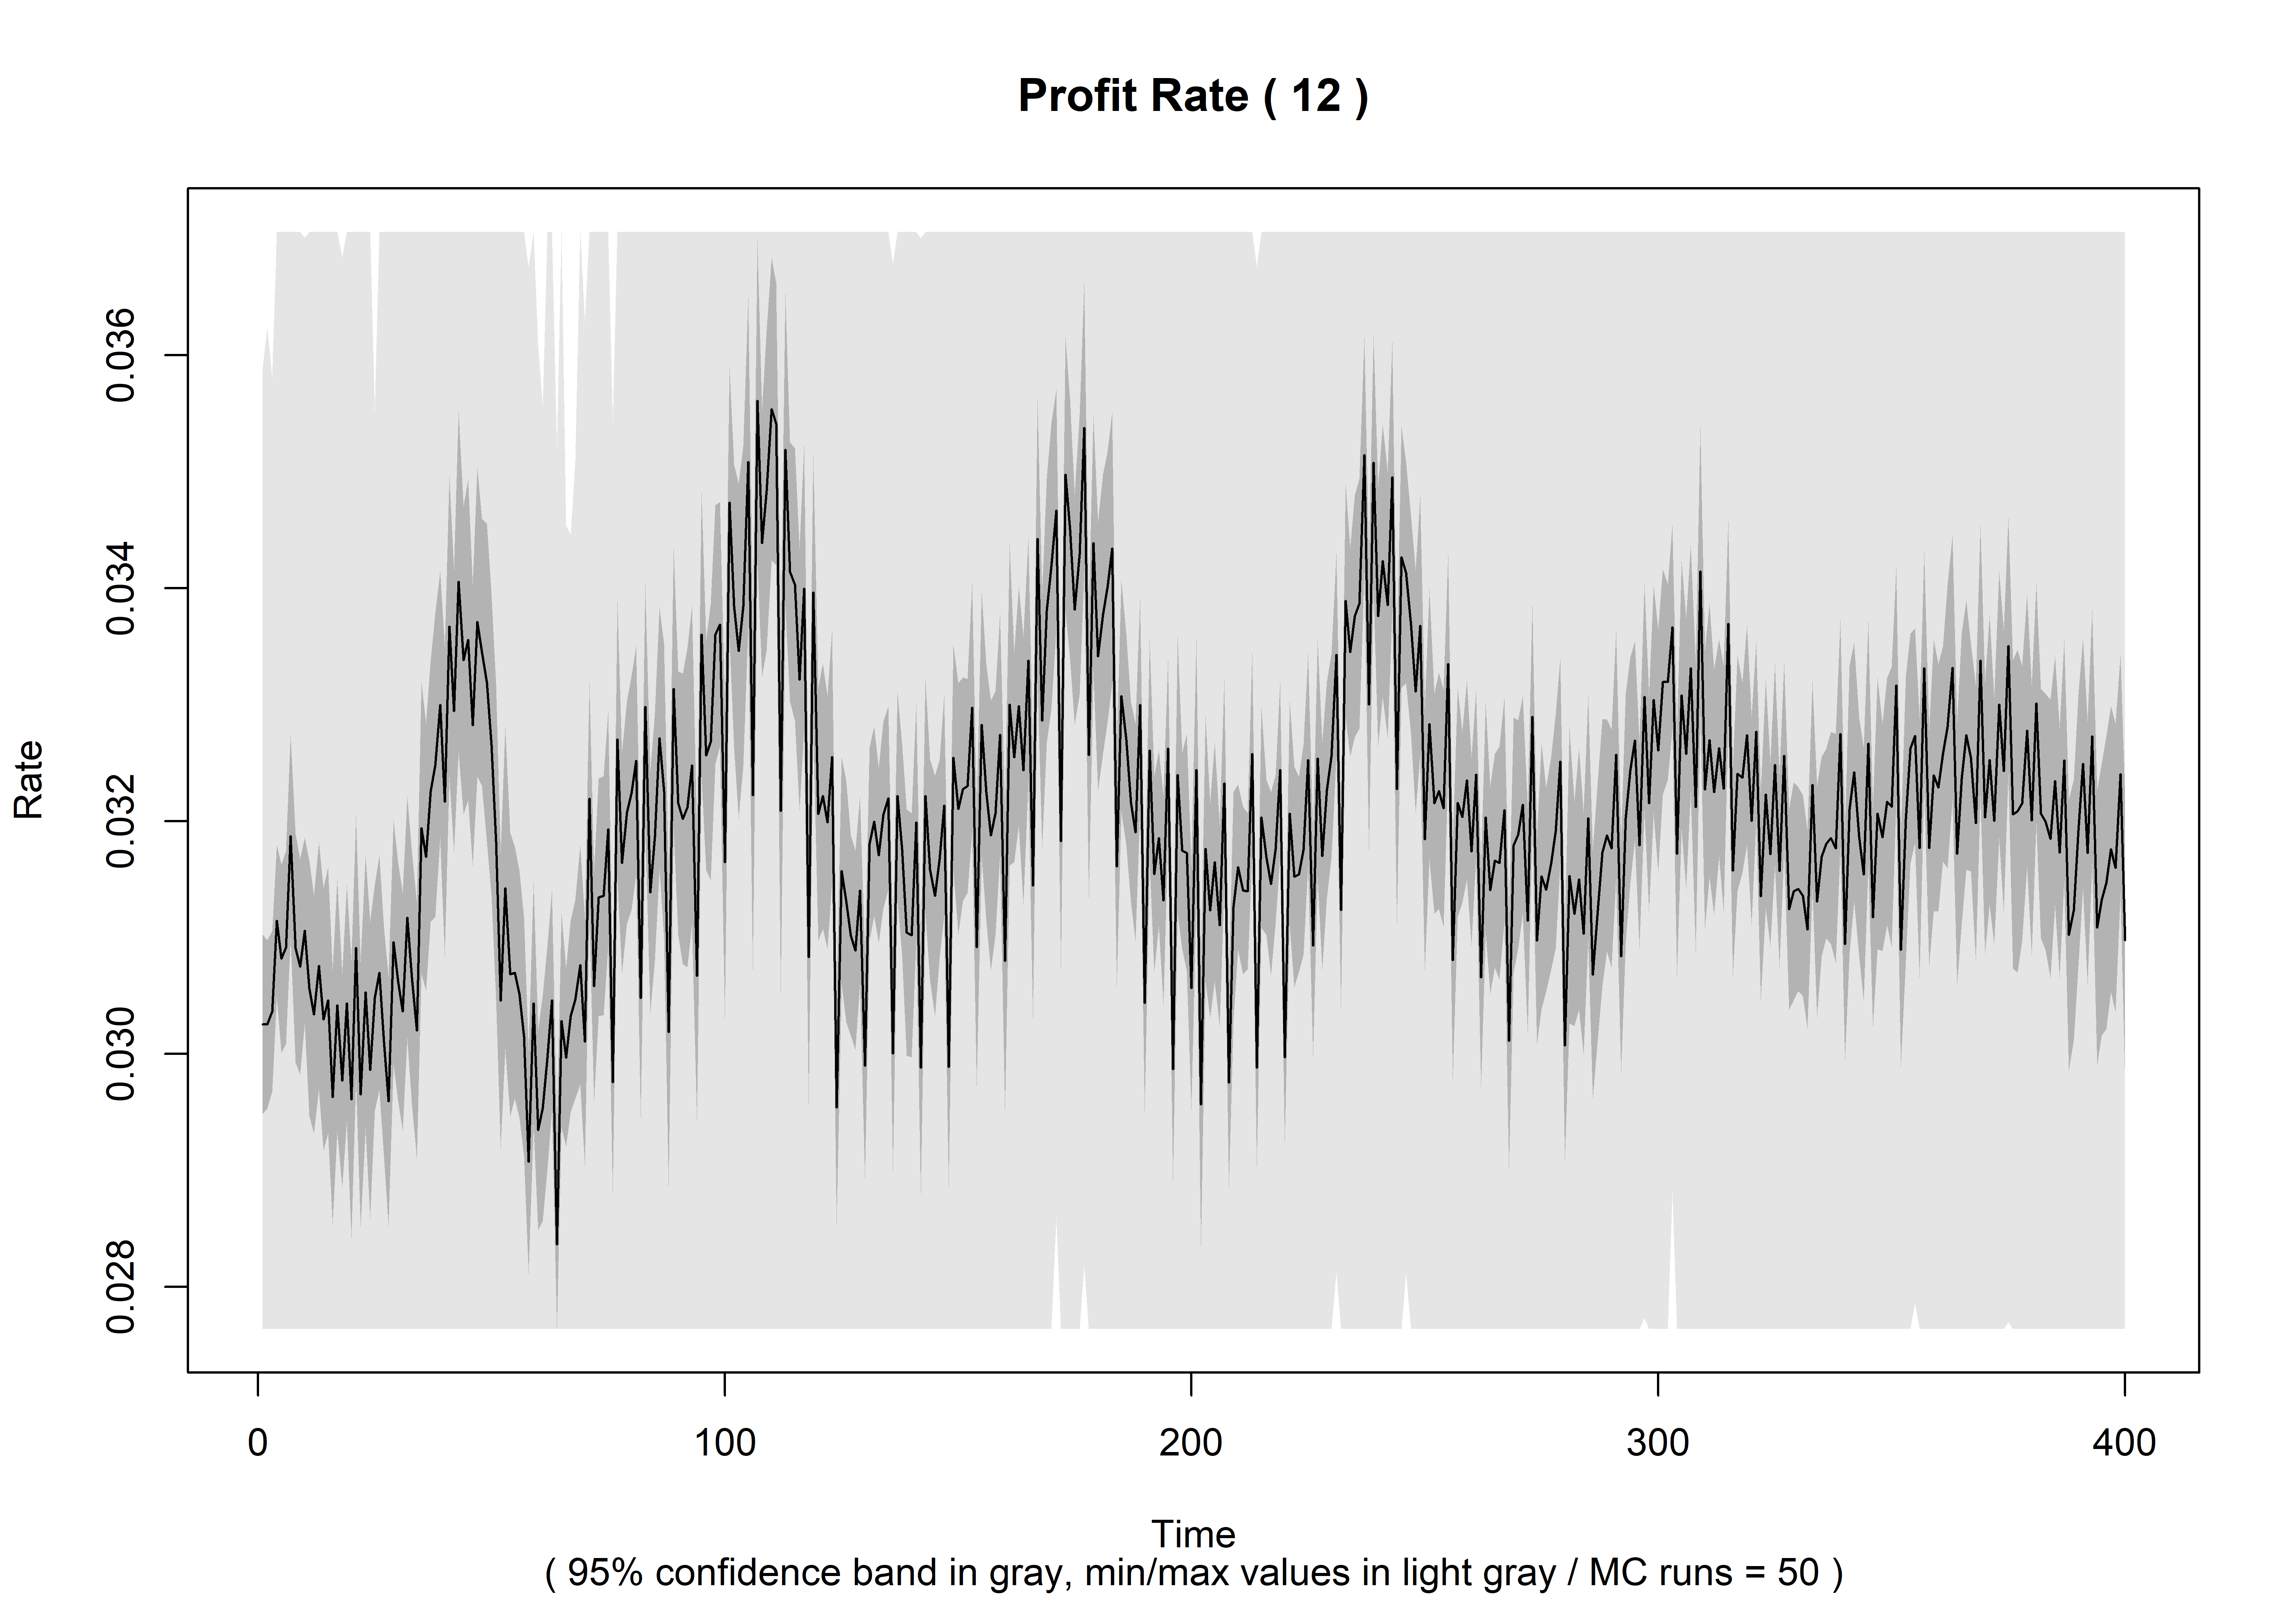 Profit Rate ( 12 )
Rate
0.036
0.034
0.032
0.030
0.028
0
100
200
300
400
Time
( 95% confidence band in gray, min/max values in light gray / MC runs = 50 )